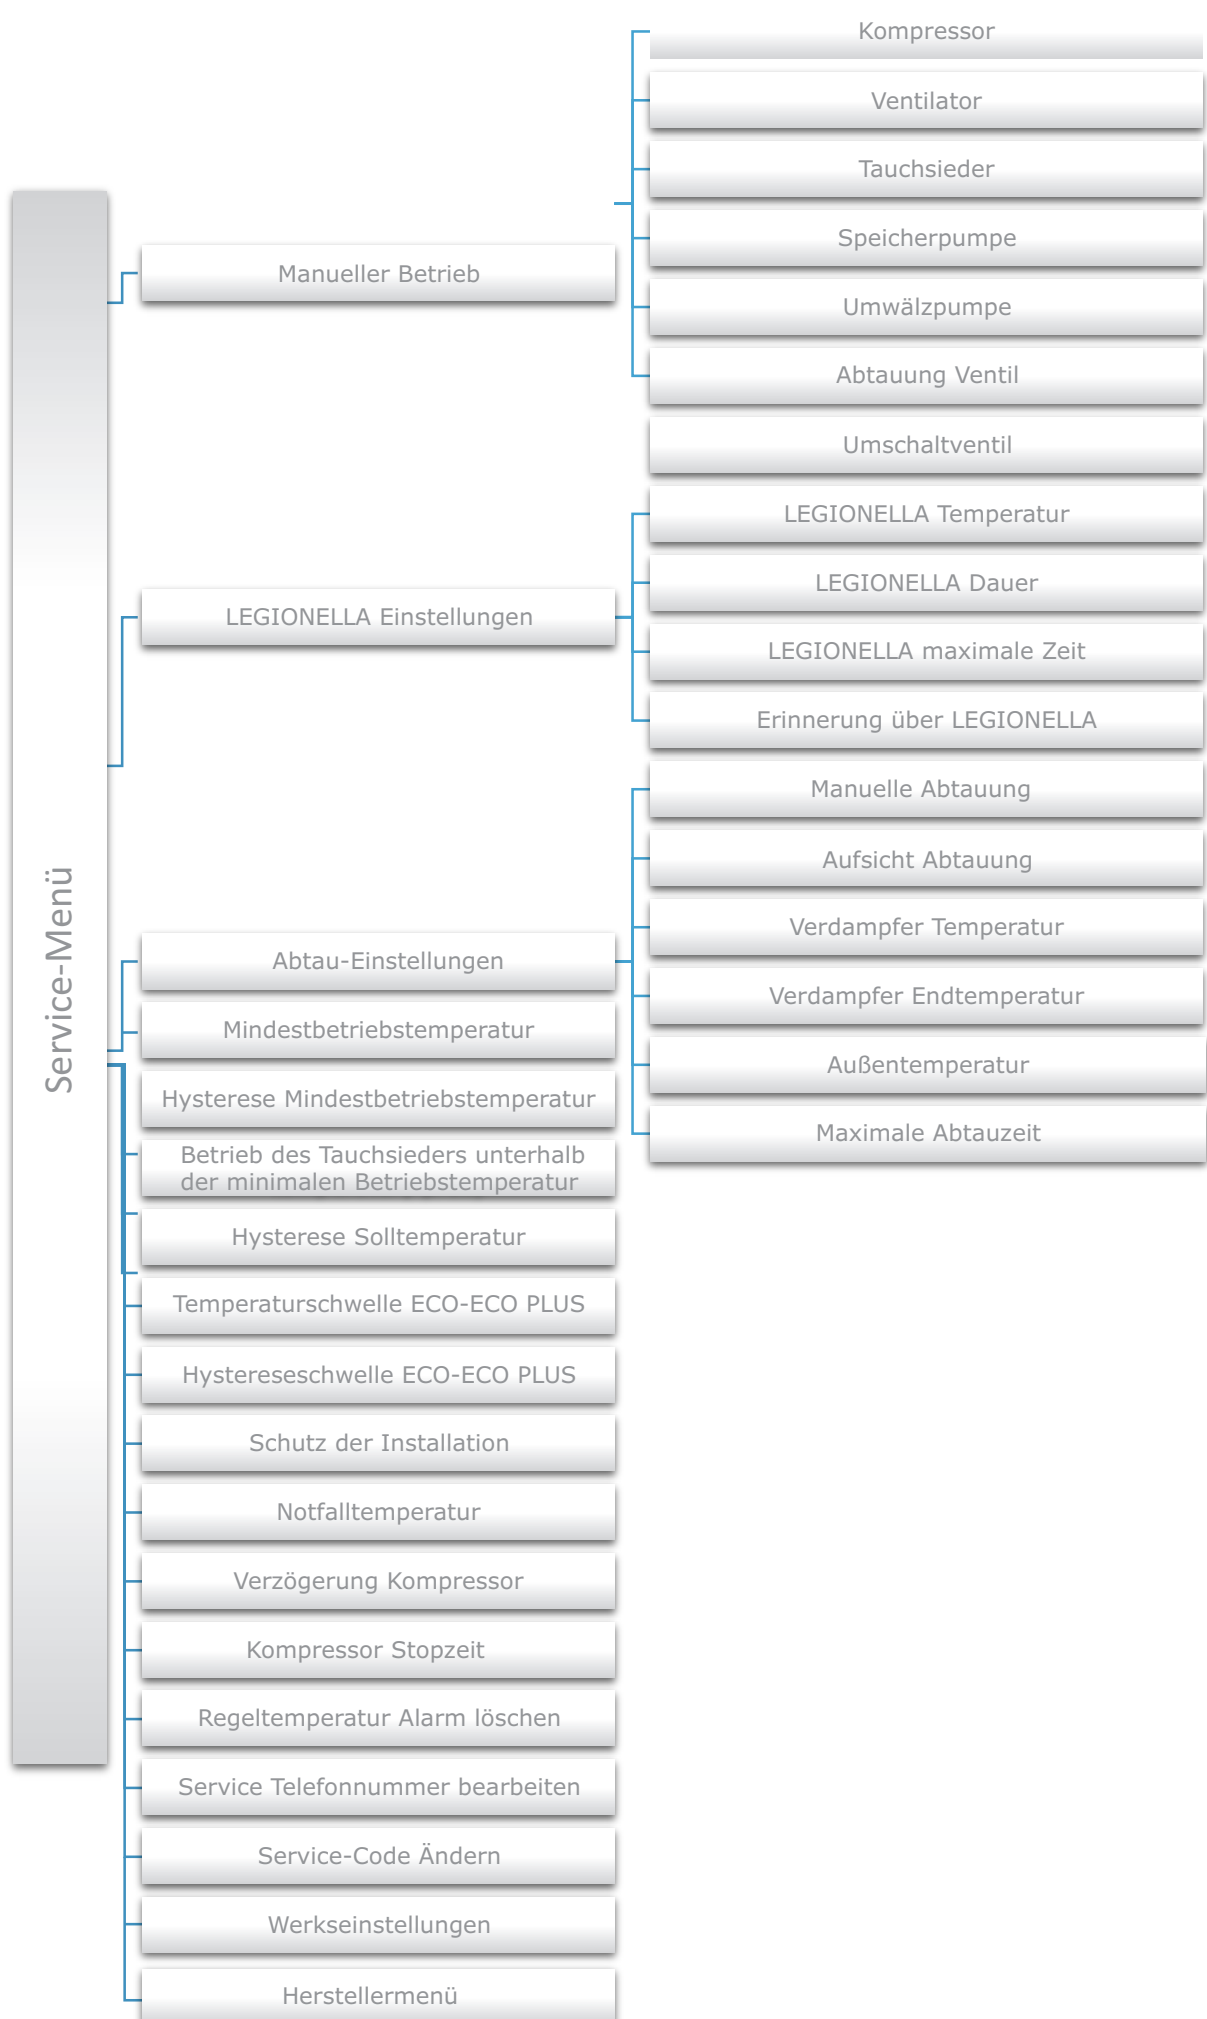 Service-Menü
Manueller Betrieb
Kompressor
Ventilator
Tauchsieder
Speicherpumpe
Umwälzpumpe
Abtauung Ventil
Umschaltventil
LEGIONELLA Einstellungen
LEGIONELLA Temperatur
LEGIONELLA Dauer
LEGIONELLA maximale Zeit
Erinnerung über LEGIONELLA
Abtau-Einstellungen
Manuelle Abtauung
Aufsicht Abtauung
Verdampfer Temperatur
Verdampfer Endtemperatur
Außentemperatur
Maximale Abtauzeit
Mindestbetriebstemperatur
Hysterese Mindestbetriebstemperatur
Betrieb des Tauchsieders unterhalb
der minimalen Betriebstemperatur
Hysterese Solltemperatur
Temperaturschwelle ECO-ECO PLUS
Hystereseschwelle ECO-ECO PLUS
Schutz der Installation
Notfalltemperatur
Verzögerung Kompressor
Kompressor Stopzeit
Regeltemperatur Alarm löschen
Service Telefonnummer bearbeiten
Service-Code Ändern
Werkseinstellungen
Herstellermenü